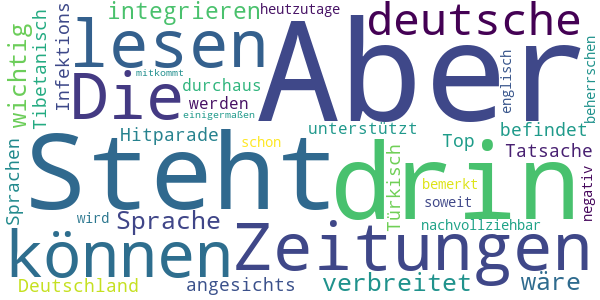 integrieren
heutzutage
deutsche
Aber
lesen
wichtig
Tibetanisch
Infektions
mitkommt
Die
durchaus
werden
einigermaßen
englisch
beherrschen
Hitparade
unterstützt
befindet
Steht
schon
Top
Tatsache
drin
Türkisch
bemerkt
negativ
Sprachen
soweit
wird
Sprache
nachvollziehbar
können
Zeitungen
Deutschland
angesichts
verbreitet
wäre